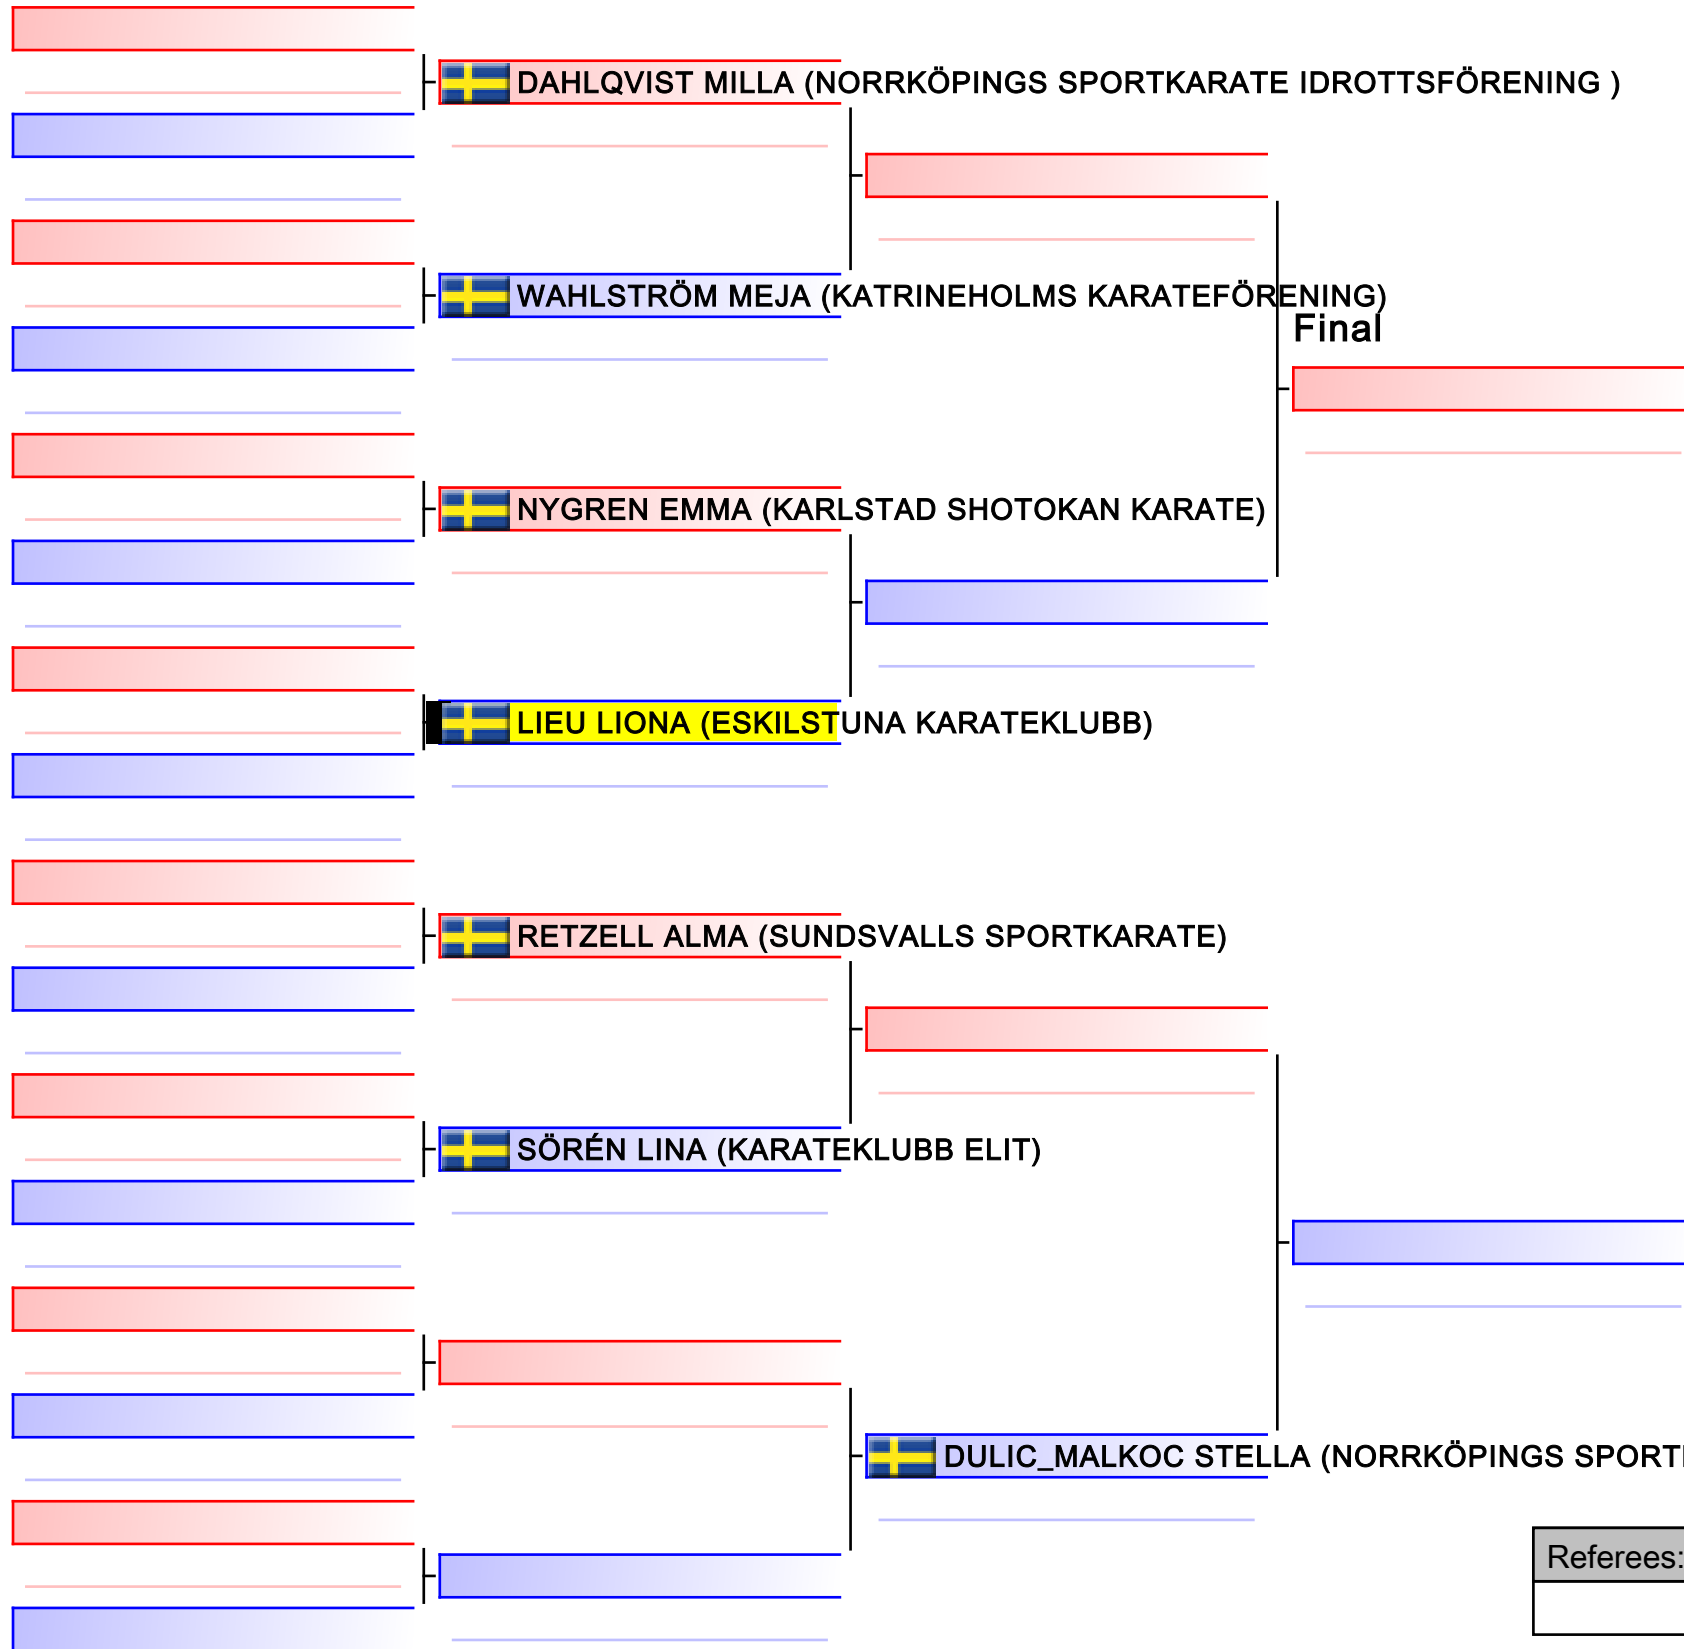 DAHLQVIST MILLA (NORRKÖPINGS SPORTKARATE IDROTTSFÖRENING )
WAHLSTRÖM MEJA (KATRINEHOLMS KARATEFÖRENING)
Final
NYGREN EMMA (KARLSTAD SHOTOKAN KARATE)
LIEU LIONA (ESKILSTUNA KARATEKLUBB)
RETZELL ALMA (SUNDSVALLS SPORTKARATE)
SÖRÉN LINA (KARATEKLUBB ELIT)
DULIC_MALKOC STELLA (NORRKÖPINGS SPORT
Referees: